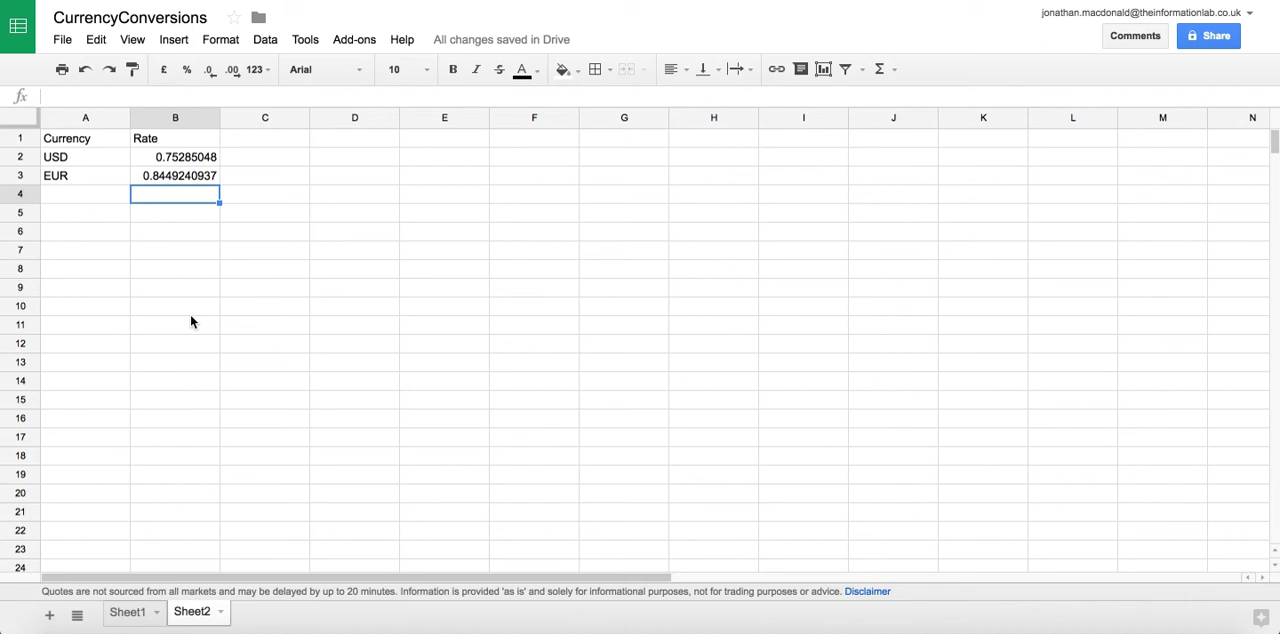 CurrencyConversions
jonathan.macdonald@theinformationlab.co.uk
File Edit View Insert Format Data Tools Add-ons Help All changes saved in Drive
Comments
Share
£ % .0 .00 123 Arial 10 B I S A Σ
fx
A B C D E F G H I J K L M N
1 Currency Rate
2 USD 0.75285048
3 EUR 0.8449240937
4
5
6
7
8
9
10
11
12
13
14
15
16
17
18
19
20
21
22
23
24
Quotes are not sourced from all markets and may be delayed by up to 20 minutes. Information is provided 'as is' and solely for informational purposes, not for trading purposes or advice. Disclaimer
+ Sheet1 Sheet2